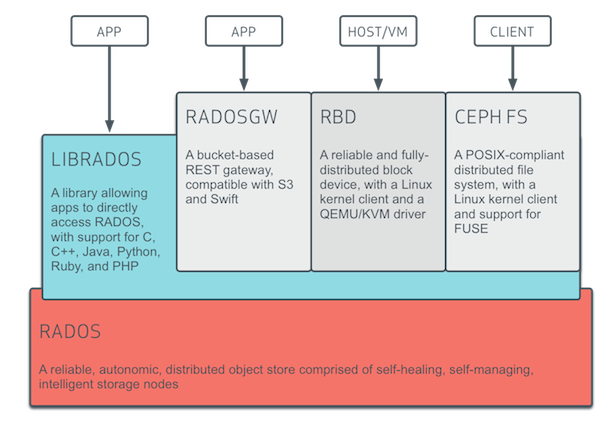 APP
APP
HOST/VM
CLIENT
RADOSGW
A bucket-based
REST gateway,
compatible with S3
and Swift
RBD
A reliable and fully-
distributed block
device, with a Linux
kernel client and a
QEMU/KVM driver
CEPH FS
A POSIX-compliant
distributed file
system, with a
Linux kernel client
and support for
FUSE
LIBRADOS
A library allowing
apps to directly
access RADOS,
with support for C,
C++, Java, Python,
Ruby, and PHP
RADOS
A reliable, autonomic, distributed object store comprised of self-healing, self-managing,
intelligent storage nodes